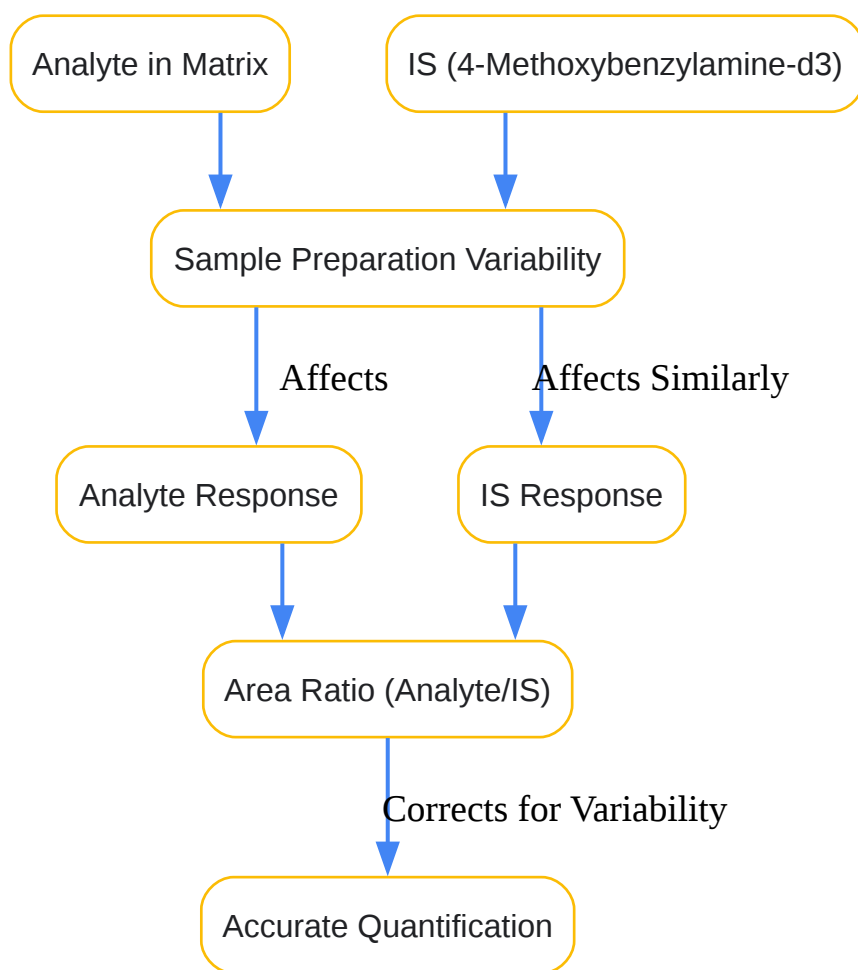 Analyte in Matrix
IS (4-Methoxybenzylamine-d3)
Sample Preparation Variability
Affects
Affects Similarly
Analyte Response
IS Response
Area Ratio (Analyte/IS)
Corrects for Variability
Accurate Quantification